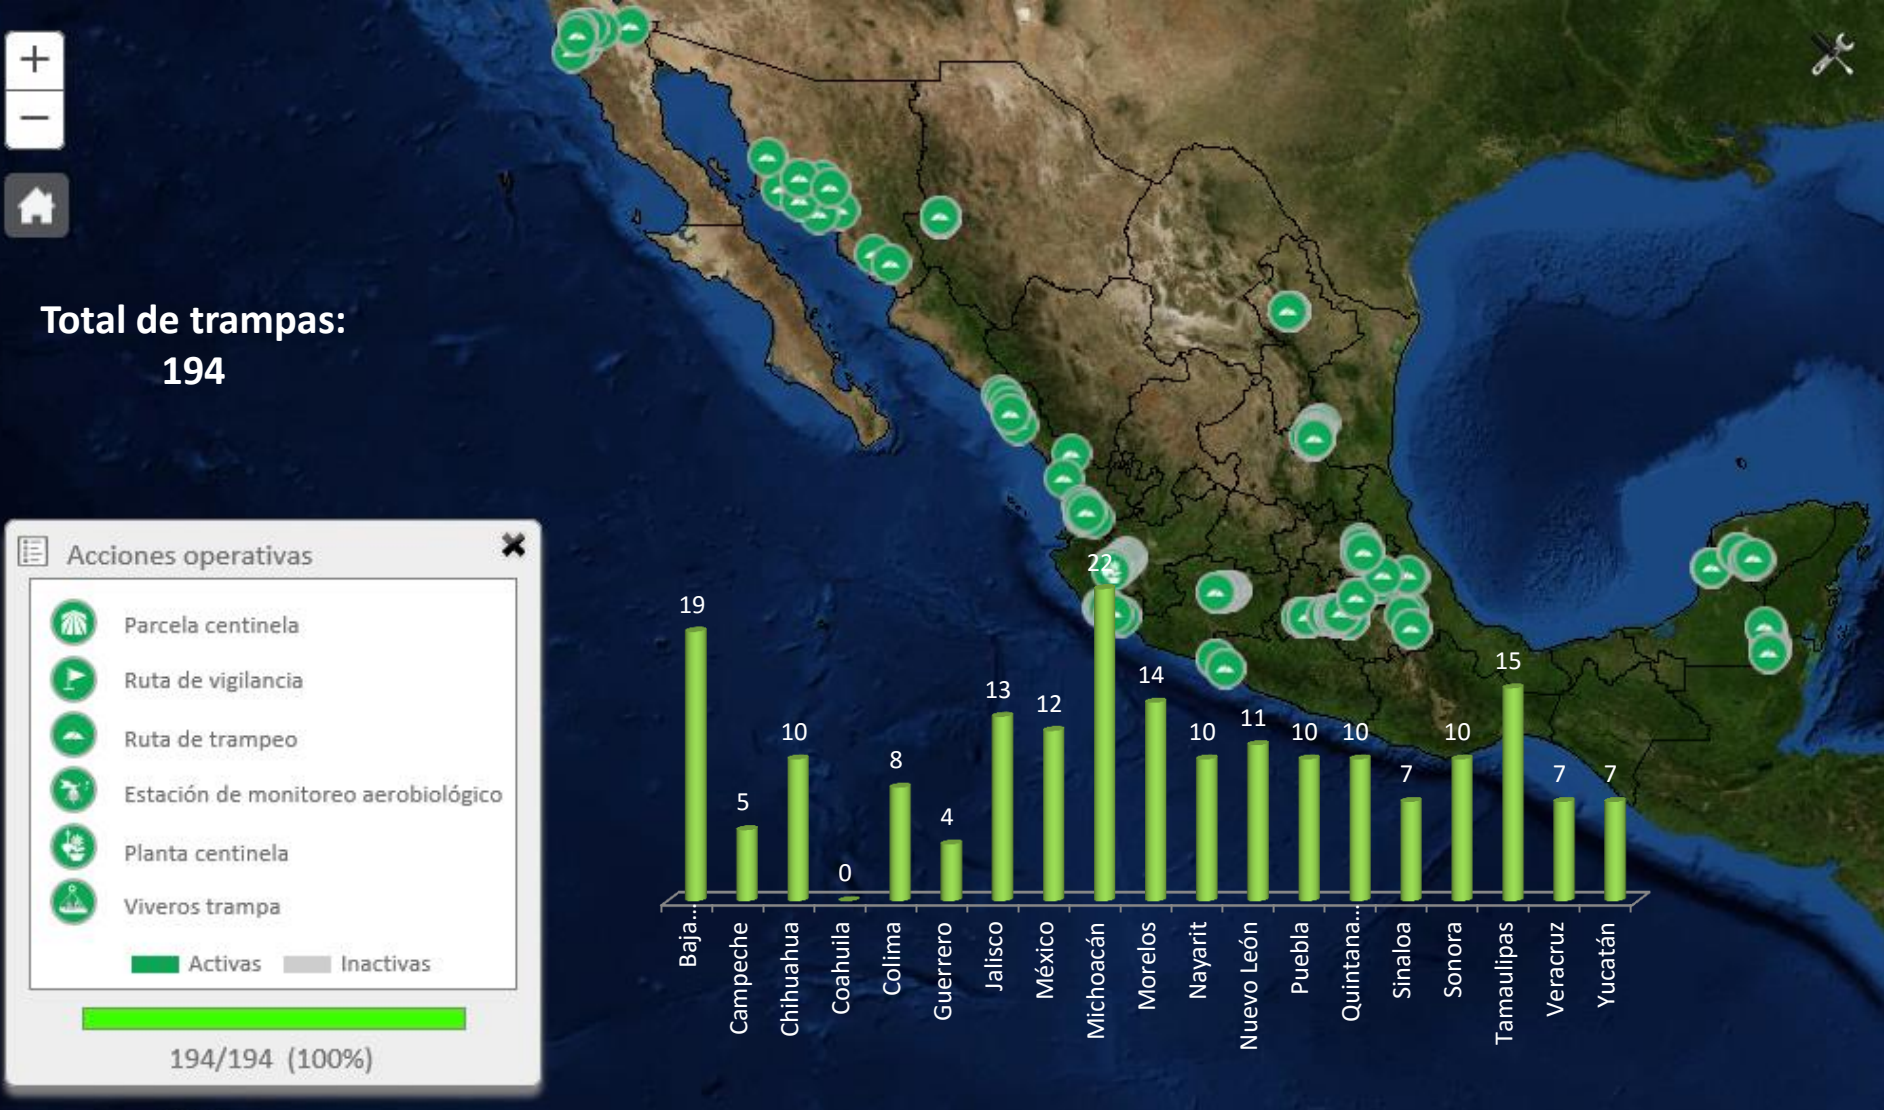 +
−
Total de trampas:
194
Acciones operativas
Parcela centinela
Ruta de vigilancia
Ruta de trampeo
Estación de monitoreo aerobiológico
Planta centinela
Viveros trampa
Activas Inactivas
194/194 (100%)
19
5
10
0
8
4
13
12
22
14
10
11
10
10
7
10
15
7
7
Baja...
Campeche
Chihuahua
Coahuila
Colima
Guerrero
Jalisco
México
Michoacán
Morelos
Nayarit
Nuevo León
Puebla
Quintana...
Sinaloa
Sonora
Tamaulipas
Veracruz
Yucatán